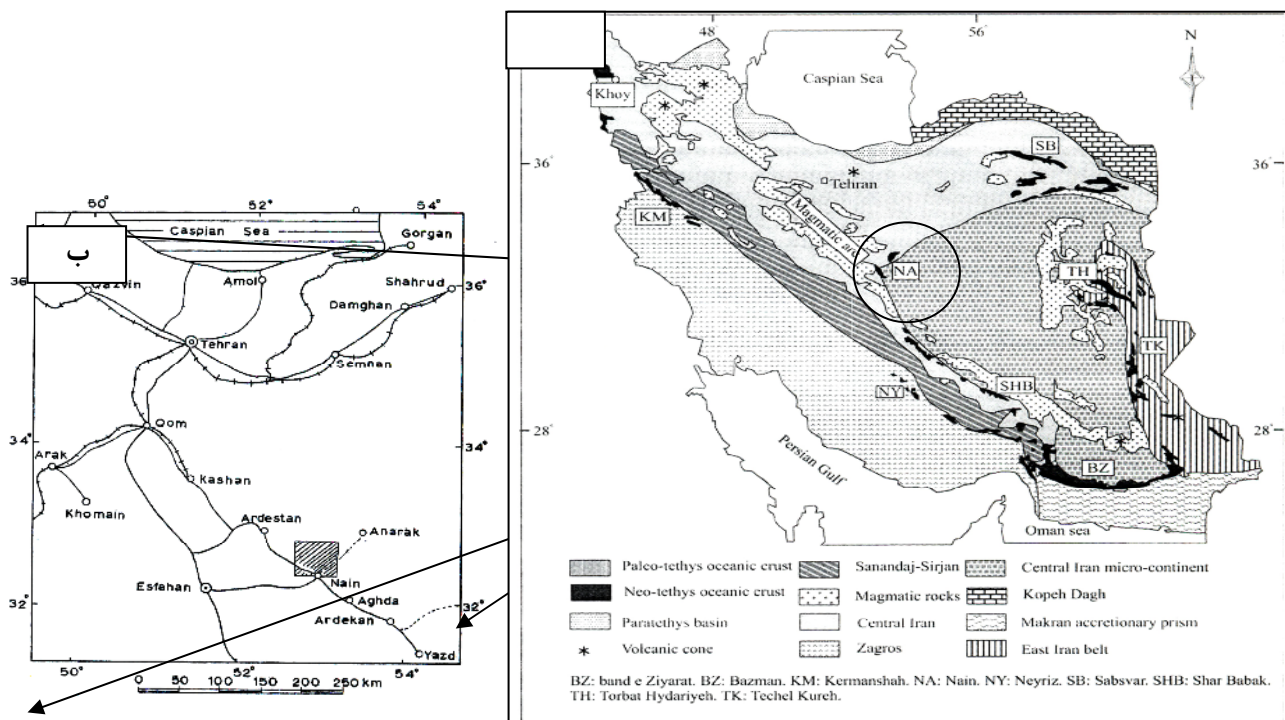 50
52
54
Caspian Sea
Gorgan
ب
36
Qazvin
Amol
Shahrud
36°
Damghan
Tehran
Semnan
Qom
34°
34°
Arak
kashan
Khomain
Ardestan
Anarak
Esfehan
Nain
32°
Aghda
32°
Ardekan
Yazd
50°
52°
54°
0 50 100 150 200 250 km
48
56
N
Khoy
Caspian Sea
36°
36°
SB
Tehran
KM
Magmatic a
NA
TH
TK
NY
SHB
28°
28°
Persian Gulf
BZ
Oman sea
Paleo-tethys oceanic crust
Sanandaj-Sirjan
Central Iran micro-continent
Neo-tethys oceanic crust
Magmatic rocks
Kopeh Dagh
Paratethys basin
Central Iran
Makran accretionary prism
Volcanic cone
Zagros
East Iran belt
BZ: band e Ziyarat. BZ: Bazman. KM: Kermanshah. NA: Nain. NY: Neyriz. SB: Sabsvar. SHB: Shar Babak.
TH: Torbat Hydariyeh. TK: Techel Kureh.